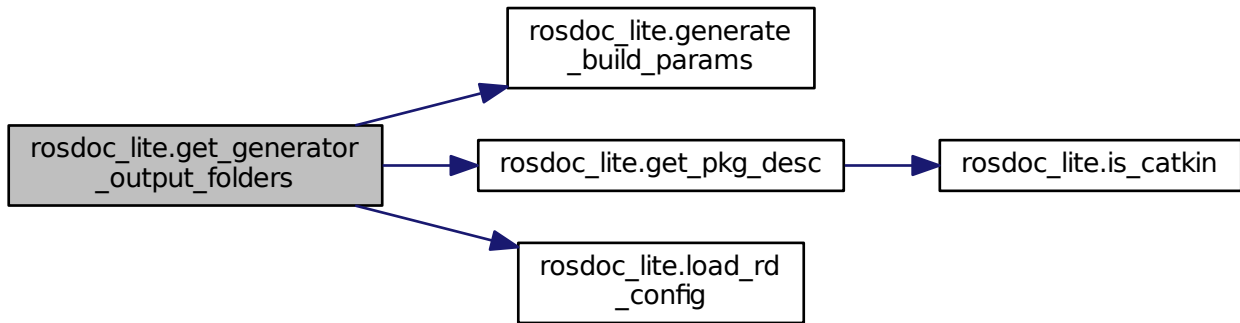 rosdoc_lite.generate
_build_params
rosdoc_lite.get_generator
_output_folders
rosdoc_lite.get_pkg_desc
rosdoc_lite.is_catkin
rosdoc_lite.load_rd
_config